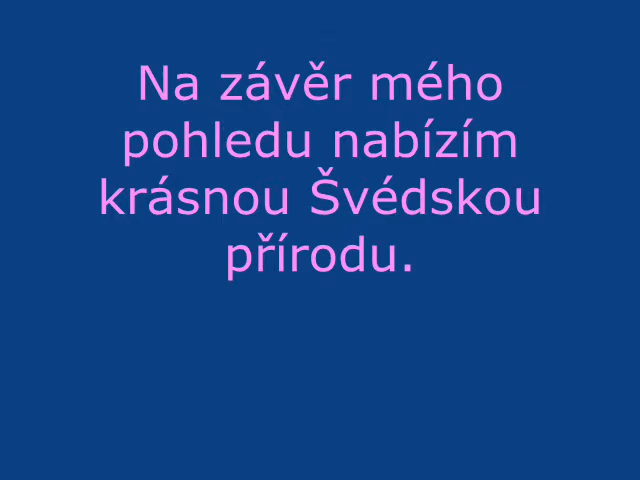 Na závěr mého
pohledu nabízím
krásnou Švédskou
přírodu.